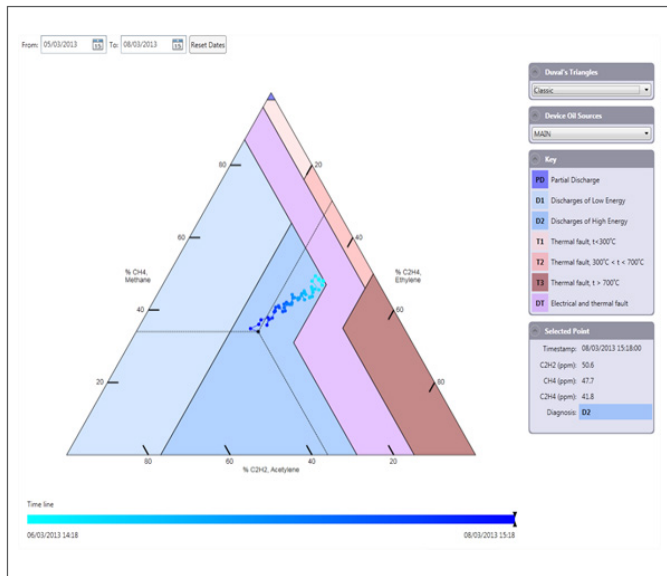 From: 05/03/2013 15 To: 08/03/2013 15 Reset Dates
Duval's Triangles
Classic
Device Oil Sources
MAIN
Key
PD Partial Discharge
D1 Discharges of Low Energy
D2 Discharges of High Energy
T1 Thermal fault, t<300°C
T2 Thermal fault, 300°C < t < 700°C
T3 Thermal fault, t > 700°C
DT Electrical and thermal fault
Selected Point
Timestamp: 08/03/2013 15:18:00
C2H2 (ppm): 50.6
CH4 (ppm): 47.7
C2H4 (ppm): 41.8
Diagnosis: D2
80
20
60
40
% CH4,
Methane
% C2H4,
Ethylene
40
60
20
80
80
60
40
20
% C2H2, Acetylene
Time line
06/03/2013 14:18
08/03/2013 15:18